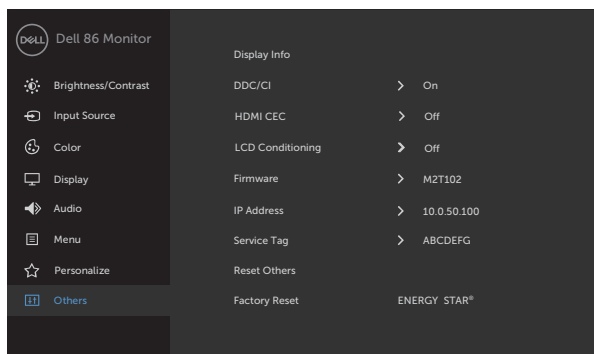 DELL Dell 86 Monitor
Display Info
Brightness/Contrast DDC/CI On
Input Source HDMI CEC Off
Color LCD Conditioning Off
Display Firmware M2T102
Audio IP Address 10.0.50.100
Menu Service Tag ABCDEFG
Personalize Reset Others
Others Factory Reset ENERGY STAR®